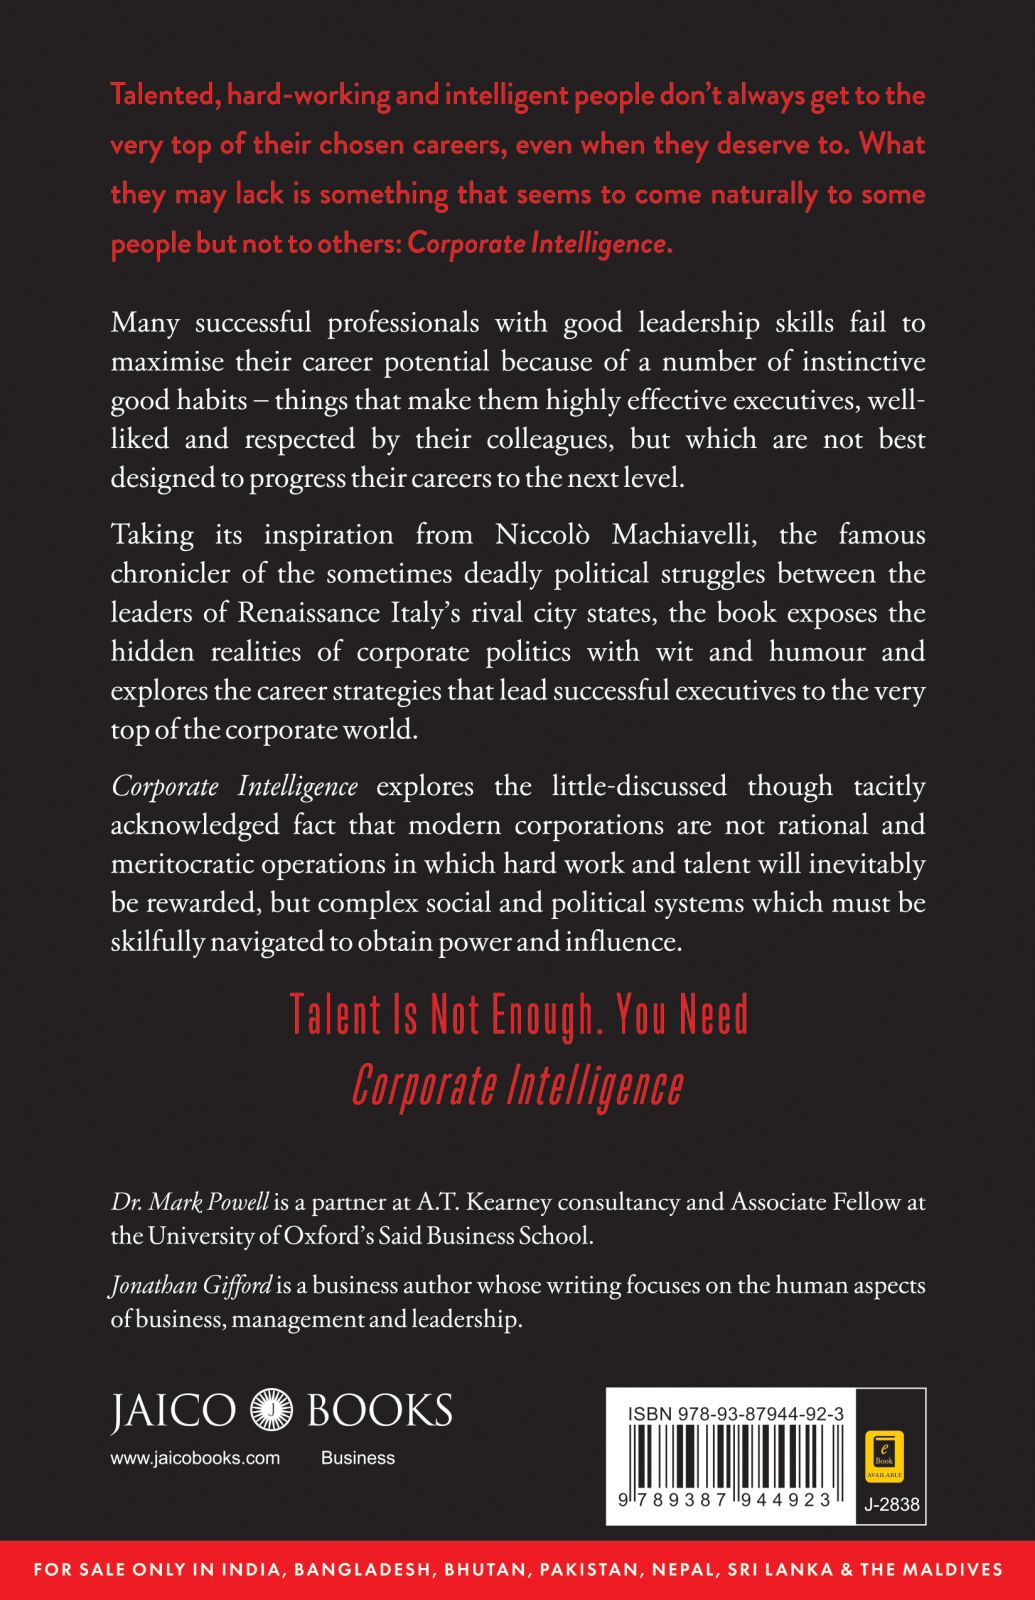 Talented, hard-working and intelligent people don’t always get to the
very top of their chosen careers, even when they deserve to. What
they may lack is something that seems to come naturally to some
people but not to others: Corporate Intelligence.
Many successful professionals with good leadership skills fail to
maximise their career potential because of a number of instinctive
good habits – things that make them highly effective executives, well-
liked and respected by their colleagues, but which are not best
designed to progress their careers to the next level.
Taking its inspiration from Niccolò Machiavelli, the famous
chronicler of the sometimes deadly political struggles between the
leaders of Renaissance Italy’s rival city states, the book exposes the
hidden realities of corporate politics with wit and humour and
explores the career strategies that lead successful executives to the very
top of the corporate world.
Corporate Intelligence explores the little-discussed though tacitly
acknowledged fact that modern corporations are not rational and
meritocratic operations in which hard work and talent will inevitably
be rewarded, but complex social and political systems which must be
skilfully navigated to obtain power and influence.
Talent Is Not Enough. You Need
Corporate Intelligence
Dr. Mark Powell is a partner at A.T. Kearney consultancy and Associate Fellow at
the University of Oxford’s Said Business School.
Jonathan Gifford is a business author whose writing focuses on the human aspects
of business, management and leadership.
JAICO J BOOKS
www.jaicobooks.com Business
ISBN 978-93-87944-92-3
9 789387 944923
e
Book
AVAILABLE
J-2838
FOR SALE ONLY IN INDIA, BANGLADESH, BHUTAN, PAKISTAN, NEPAL, SRI LANKA & THE MALDIVES